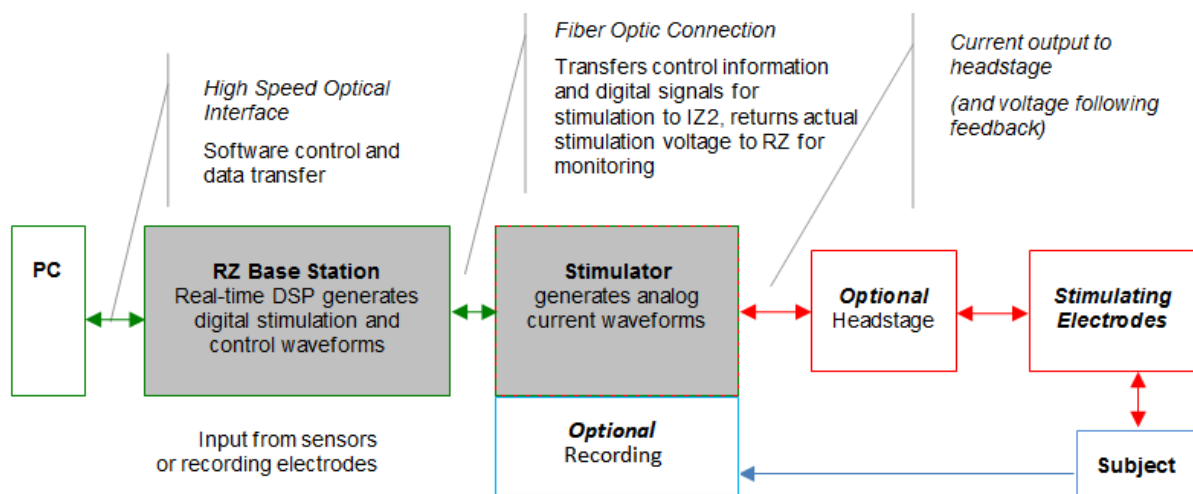 High Speed Optical
Interface
Software control and
data transfer
Fiber Optic Connection
Transfers control information
and digital signals for
stimulation to IZ2, returns actual
stimulation voltage to RZ for
monitoring
Current output to
headstage
(and voltage following
feedback)
PC
RZ Base Station
Real-time DSP generates
digital stimulation and
control waveforms
Stimulator
generates analog
current waveforms
Optional
Headstage
Stimulating
Electrodes
Input from sensors
or recording electrodes
Optional
Recording
Subject